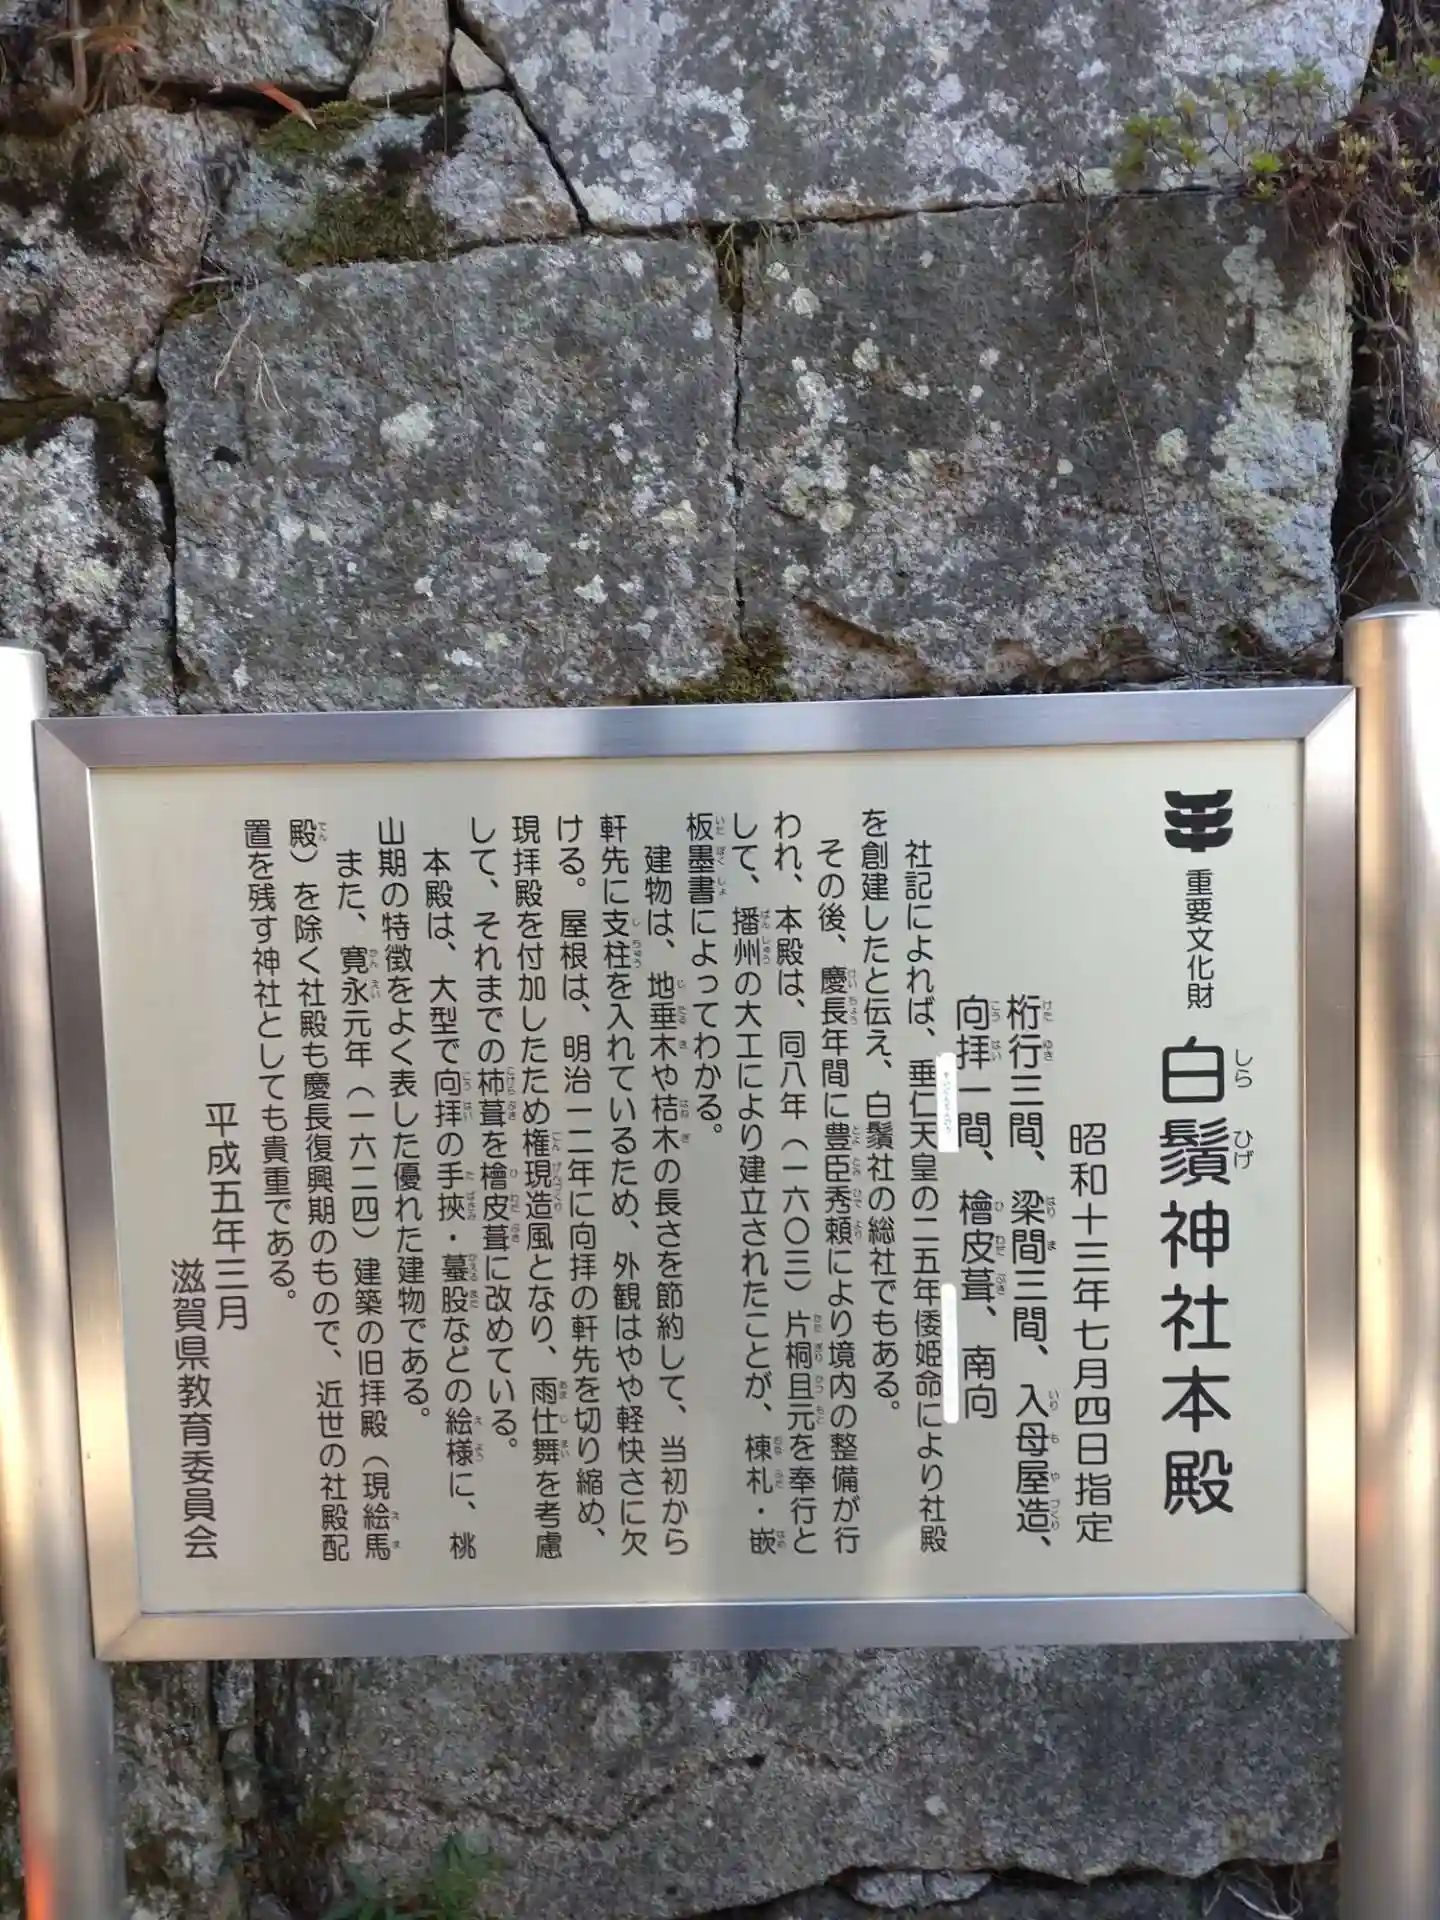 重要文化財 白鬚神社本殿
昭和十三年七月四日指定
桁行三間、梁間三間、入母屋造、
向拝一間、檜皮葺、南向
社記によれば、垂仁天皇の二五年倭姫命により社殿
を創建したと伝え、白鬚社の総社でもある。
その後、慶長年間に豊臣秀頼により境内の整備が行
われ、本殿は、同八年（一六〇三）片桐且元を奉行と
して、播州の大工により建立されたことが、棟札・嵌
板墨書によってわかる。
建物は、地垂木や桔木の長さを節約して、当初から
軒先に支柱を入れているため、外観はやや軽快さに欠
ける。屋根は、明治一二年に向拝の軒先を切り縮め、
現拝殿を付加したため権現造風となり、雨仕舞を考慮
して、それまでの杮葺を檜皮葺に改めている。
本殿は、大型で向拝の手挾・蟇股などの絵様に、桃
山期の特徴をよく表した優れた建物である。
また、寛永元年（一六二四）建築の旧拝殿（現絵馬
殿）を除く社殿も慶長復興期のもので、近世の社殿配
置を残す神社としても貴重である。
平成五年三月
滋賀県教育委員会